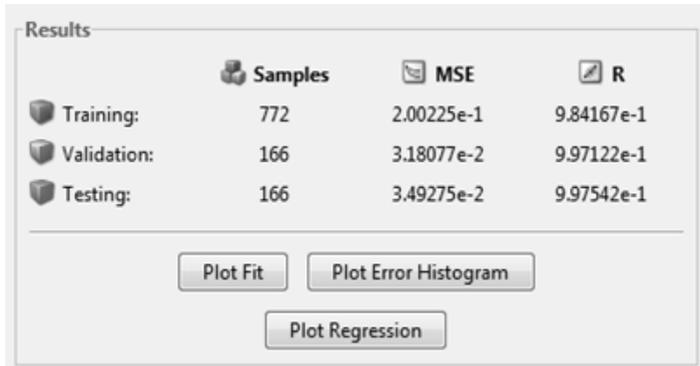 Results
Samples MSE R
Training: 772 2.00225e-1 9.84167e-1
Validation: 166 3.18077e-2 9.97122e-1
Testing: 166 3.49275e-2 9.97542e-1
Plot Fit Plot Error Histogram
Plot Regression